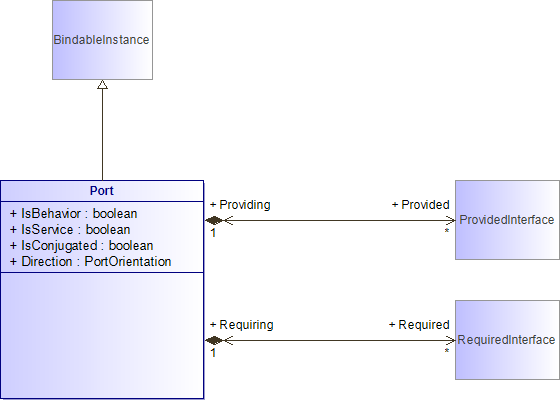 BindableInstance
Port
+ IsBehavior : boolean
+ IsService : boolean
+ IsConjugated : boolean
+ Direction : PortOrientation
+ Providing
+ Provided
1
*
ProvidedInterface
+ Requiring
+ Required
1
*
RequiredInterface